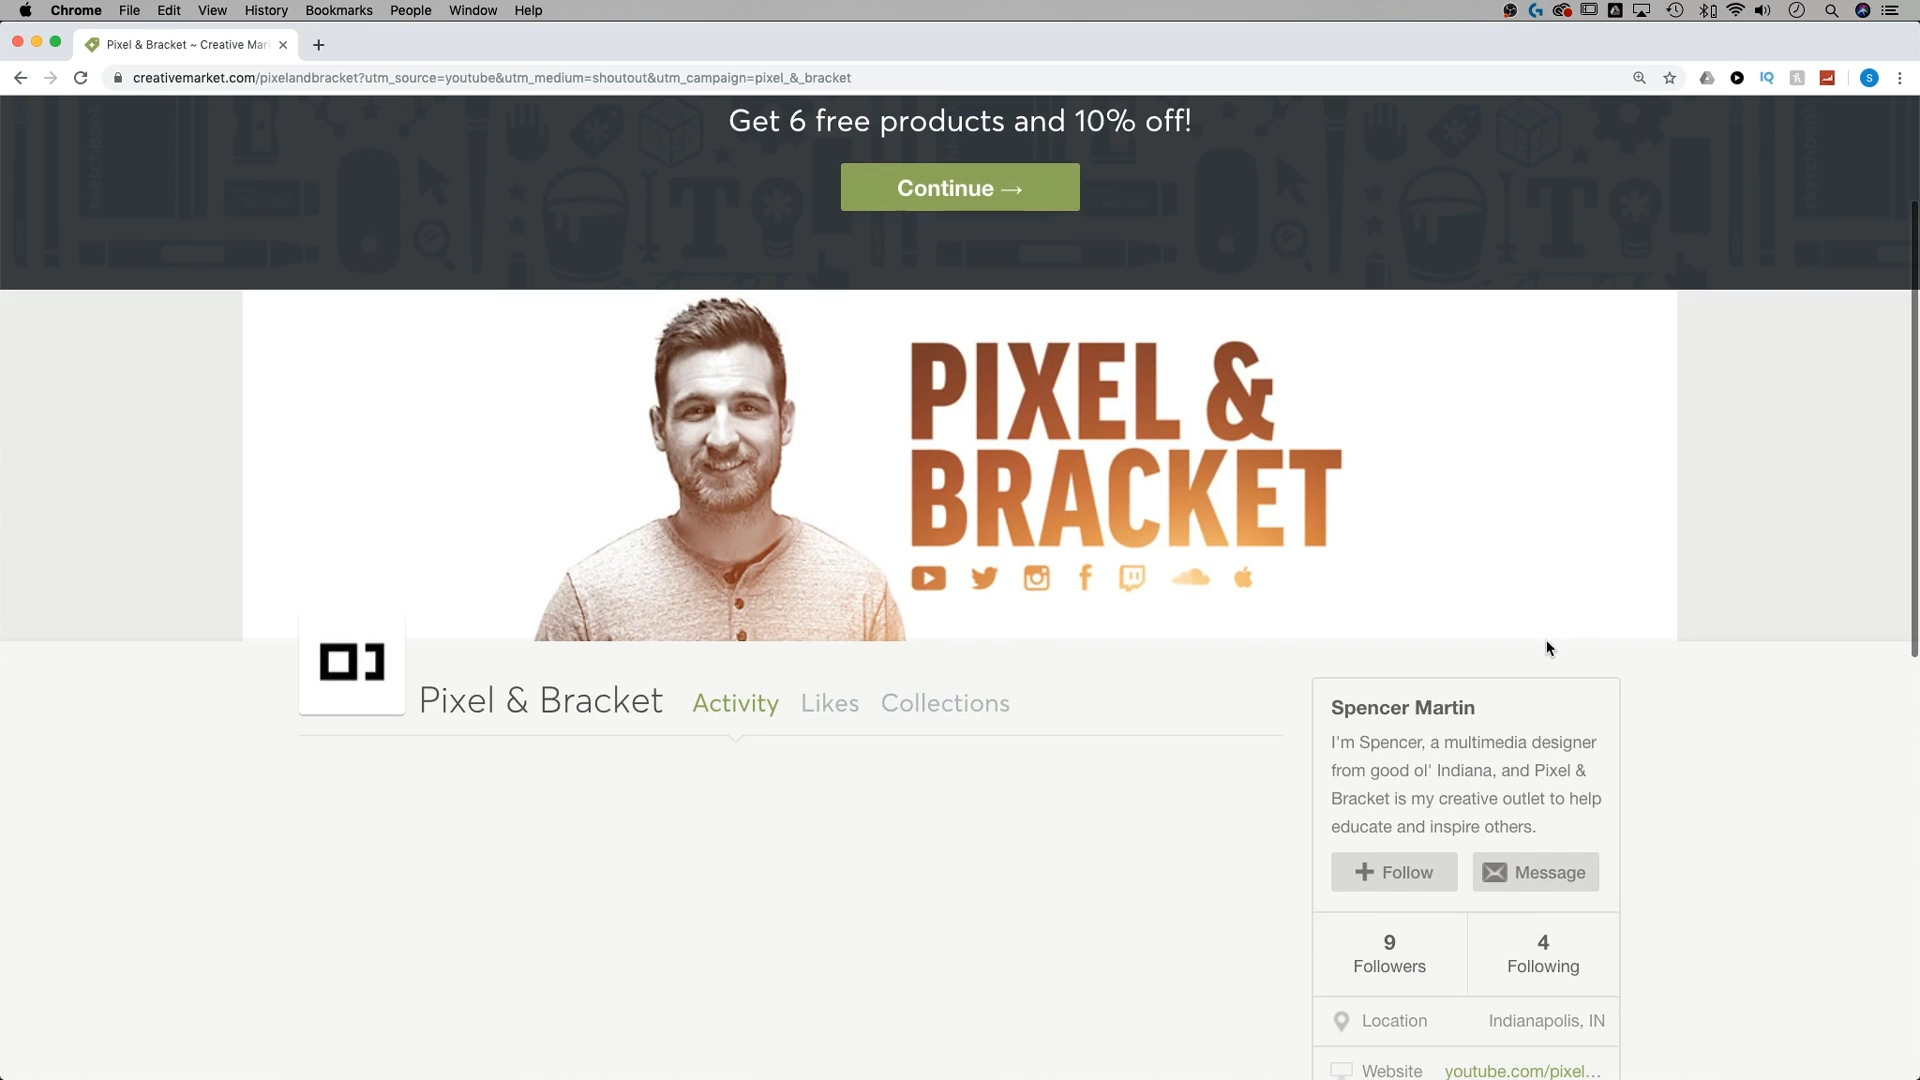 Chrome File Edit View History Bookmarks People Window Help
Pixel & Bracket ~ Creative Mar
creativemarket.com/pixelandbracket?utm_source=youtube&utm_medium=shoutout&utm_campaign=pixel_&_bracket
IQ
S
Get 6 free products and 10% off!
Continue →
PIXEL &
BRACKET
Pixel & Bracket Activity Likes Collections
Spencer Martin
I'm Spencer, a multimedia designer
from good ol' Indiana, and Pixel &
Bracket is my creative outlet to help
educate and inspire others.
Follow Message
9 4
Followers Following
Location Indianapolis, IN
Website youtube.com/pixel...